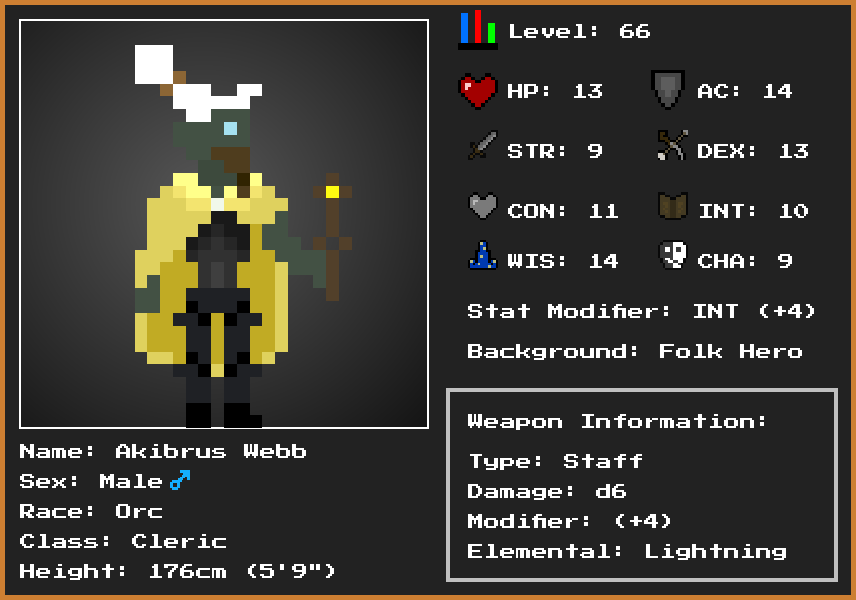 Level: 66
HP: 13 AC: 14
STR: 9 DEX: 13
CON: 11 INT: 10
WIS: 14 CHA: 9
Stat Modifier: INT (+4)
Background: Folk Hero
Weapon Information:
Type: Staff
Damage: d6
Modifier: (+4)
Elemental: Lightning
Name: Akibrus Webb
Sex: Male♂
Race: Orc
Class: Cleric
Height: 176cm (5'9")